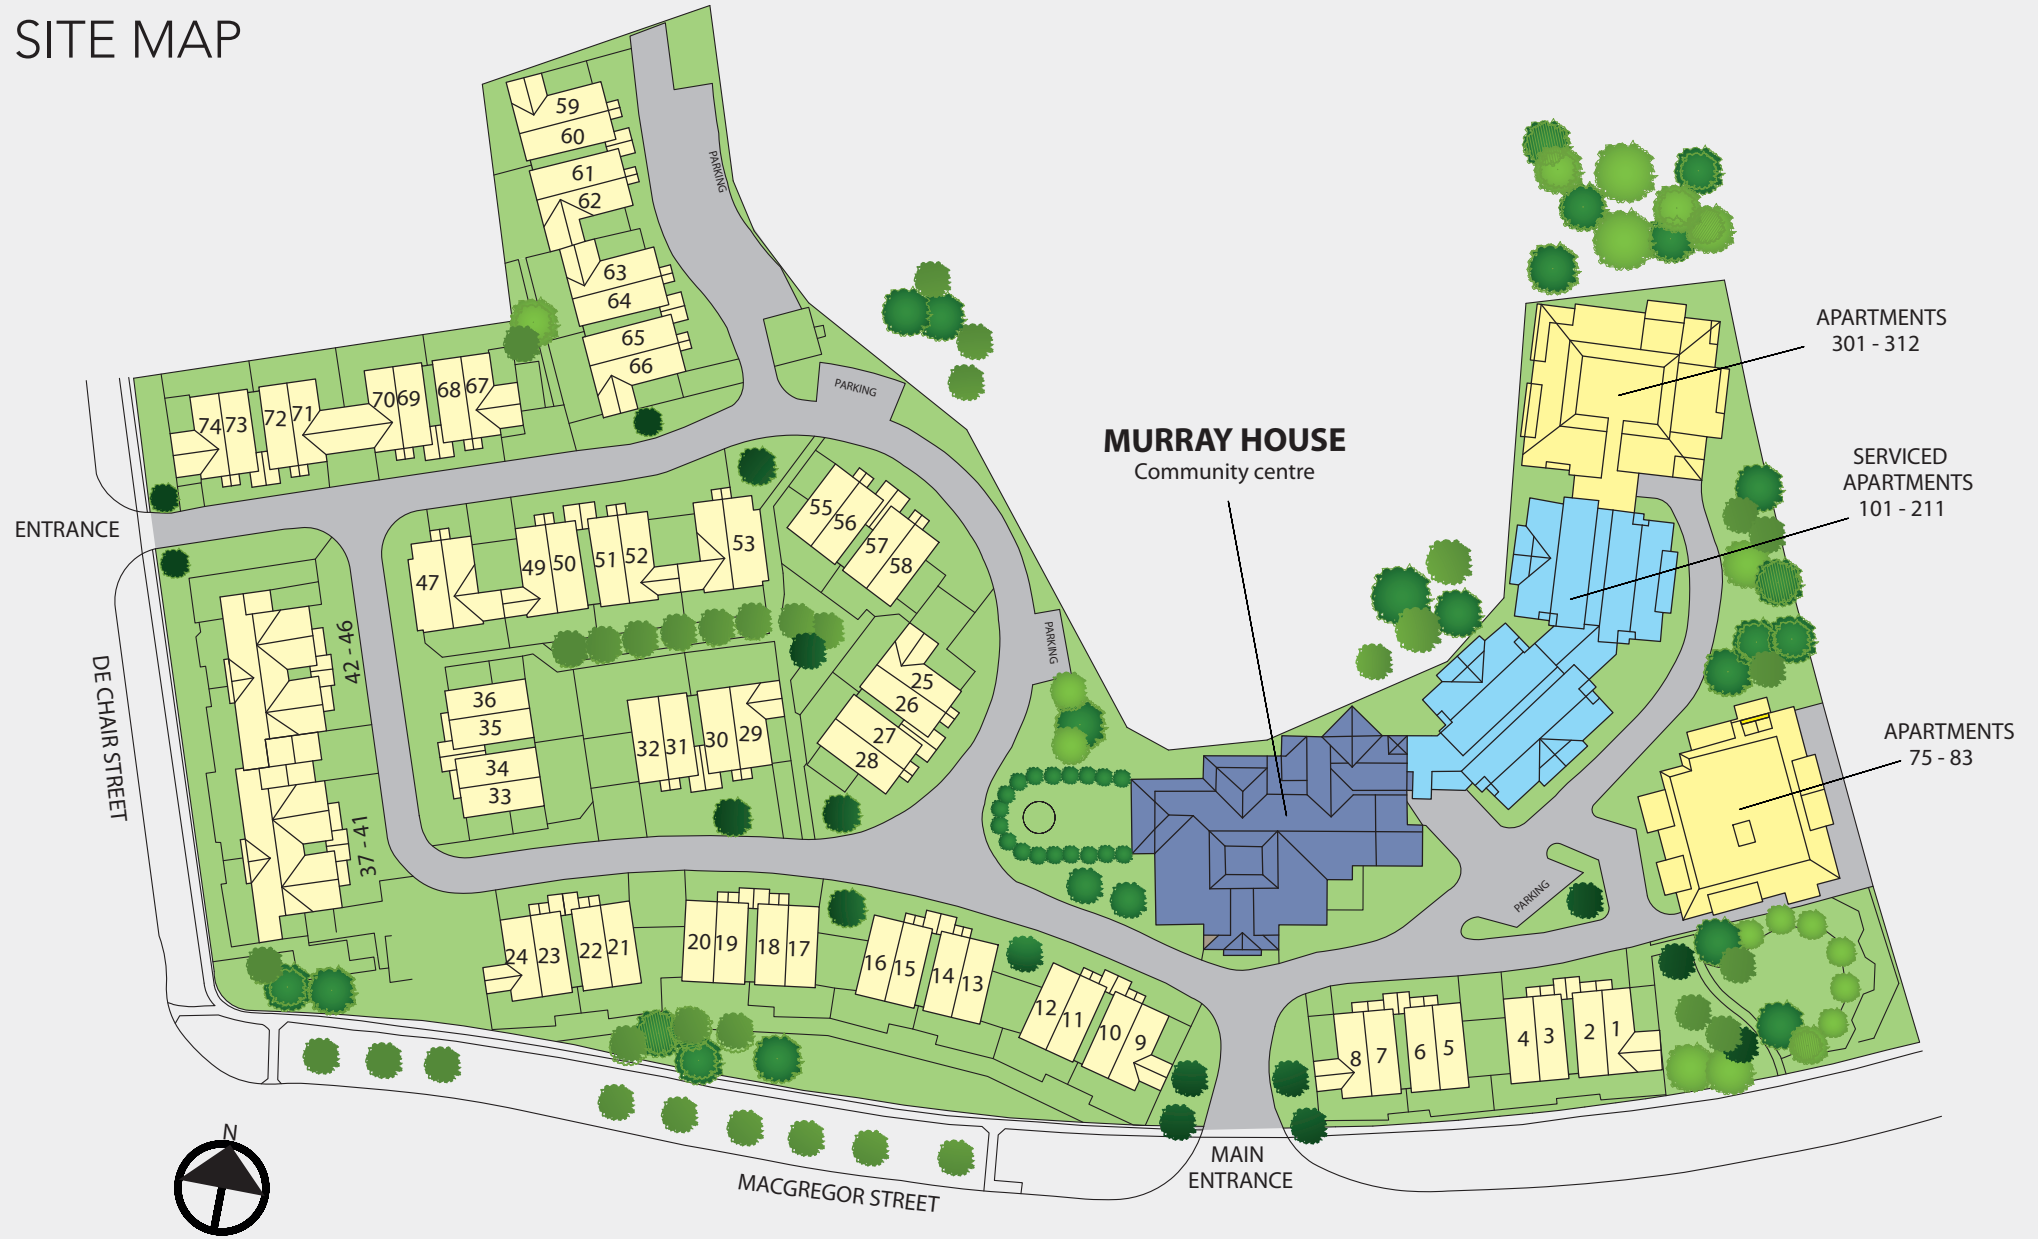 SITE MAP
59
60
61
62
63
64
65
66
PARKING
PARKING
PARKING
PARKING
74 73 72 71 70 69 68 67
ENTRANCE
47 49 50 51 52 53
55 56 57 58
42 - 46
37 - 41
DE CHAIR STREET
36
35
34
33
32 31 30 29
25
26
27
28
24 23 22 21 20 19 18 17 16 15 14 13 12 11 10 9
8 7 6 5 4 3 2 1
MURRAY HOUSE
Community centre
APARTMENTS
301 - 312
SERVICED
APARTMENTS
101 - 211
APARTMENTS
75 - 83
MAIN
ENTRANCE
MACGREGOR STREET
N